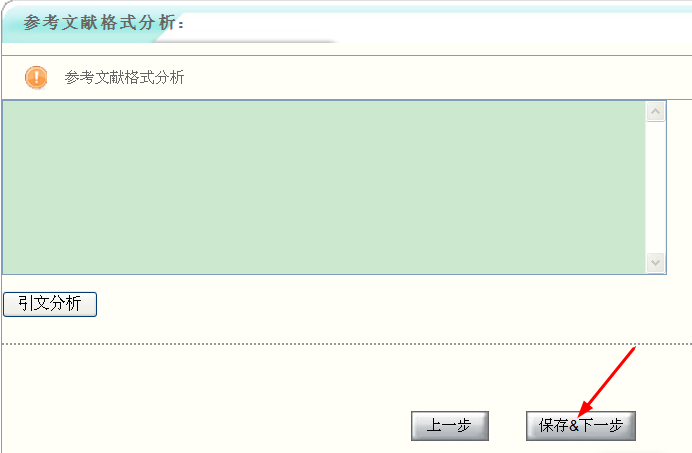 参考文献格式分析：
参考文献格式分析
引文分析
上一步
保存&下一步